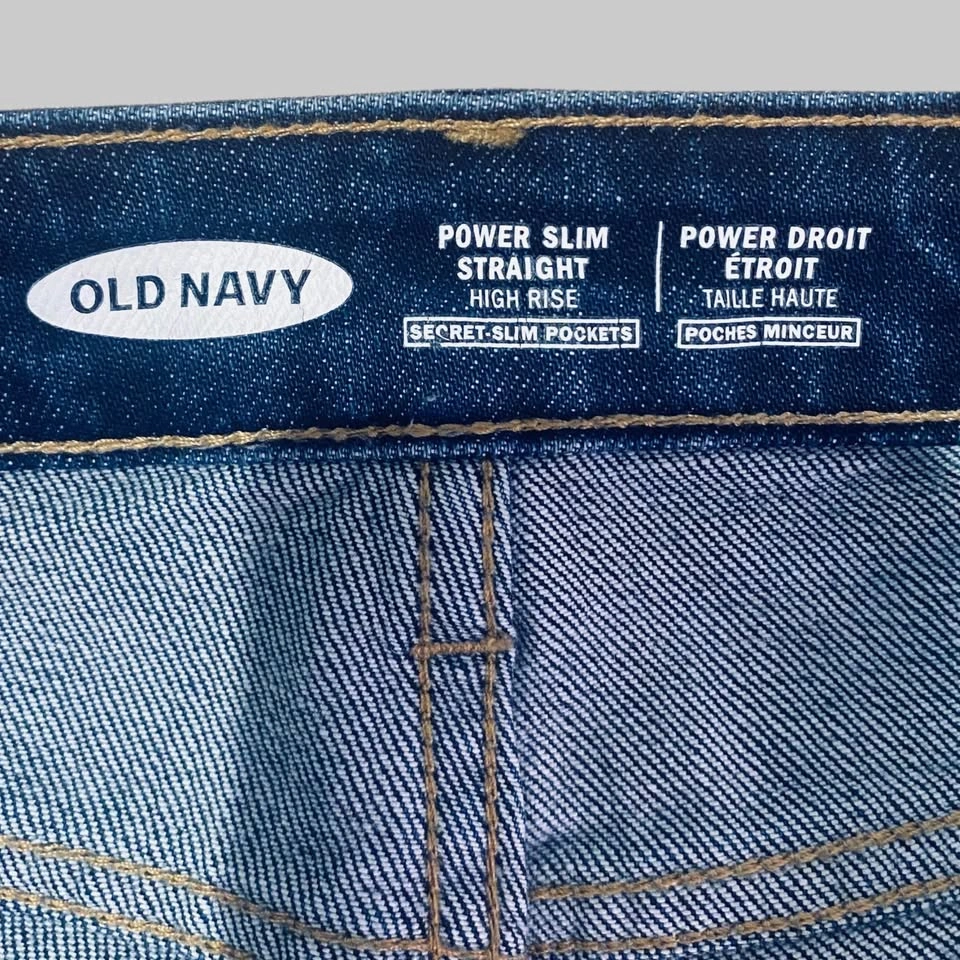 OLD NAVY
POWER SLIM
STRAIGHT
HIGH RISE
SECRET-SLIM POCKETS
POWER DROIT
ÉTROIT
TAILLE HAUTE
POCHES MINCEUR